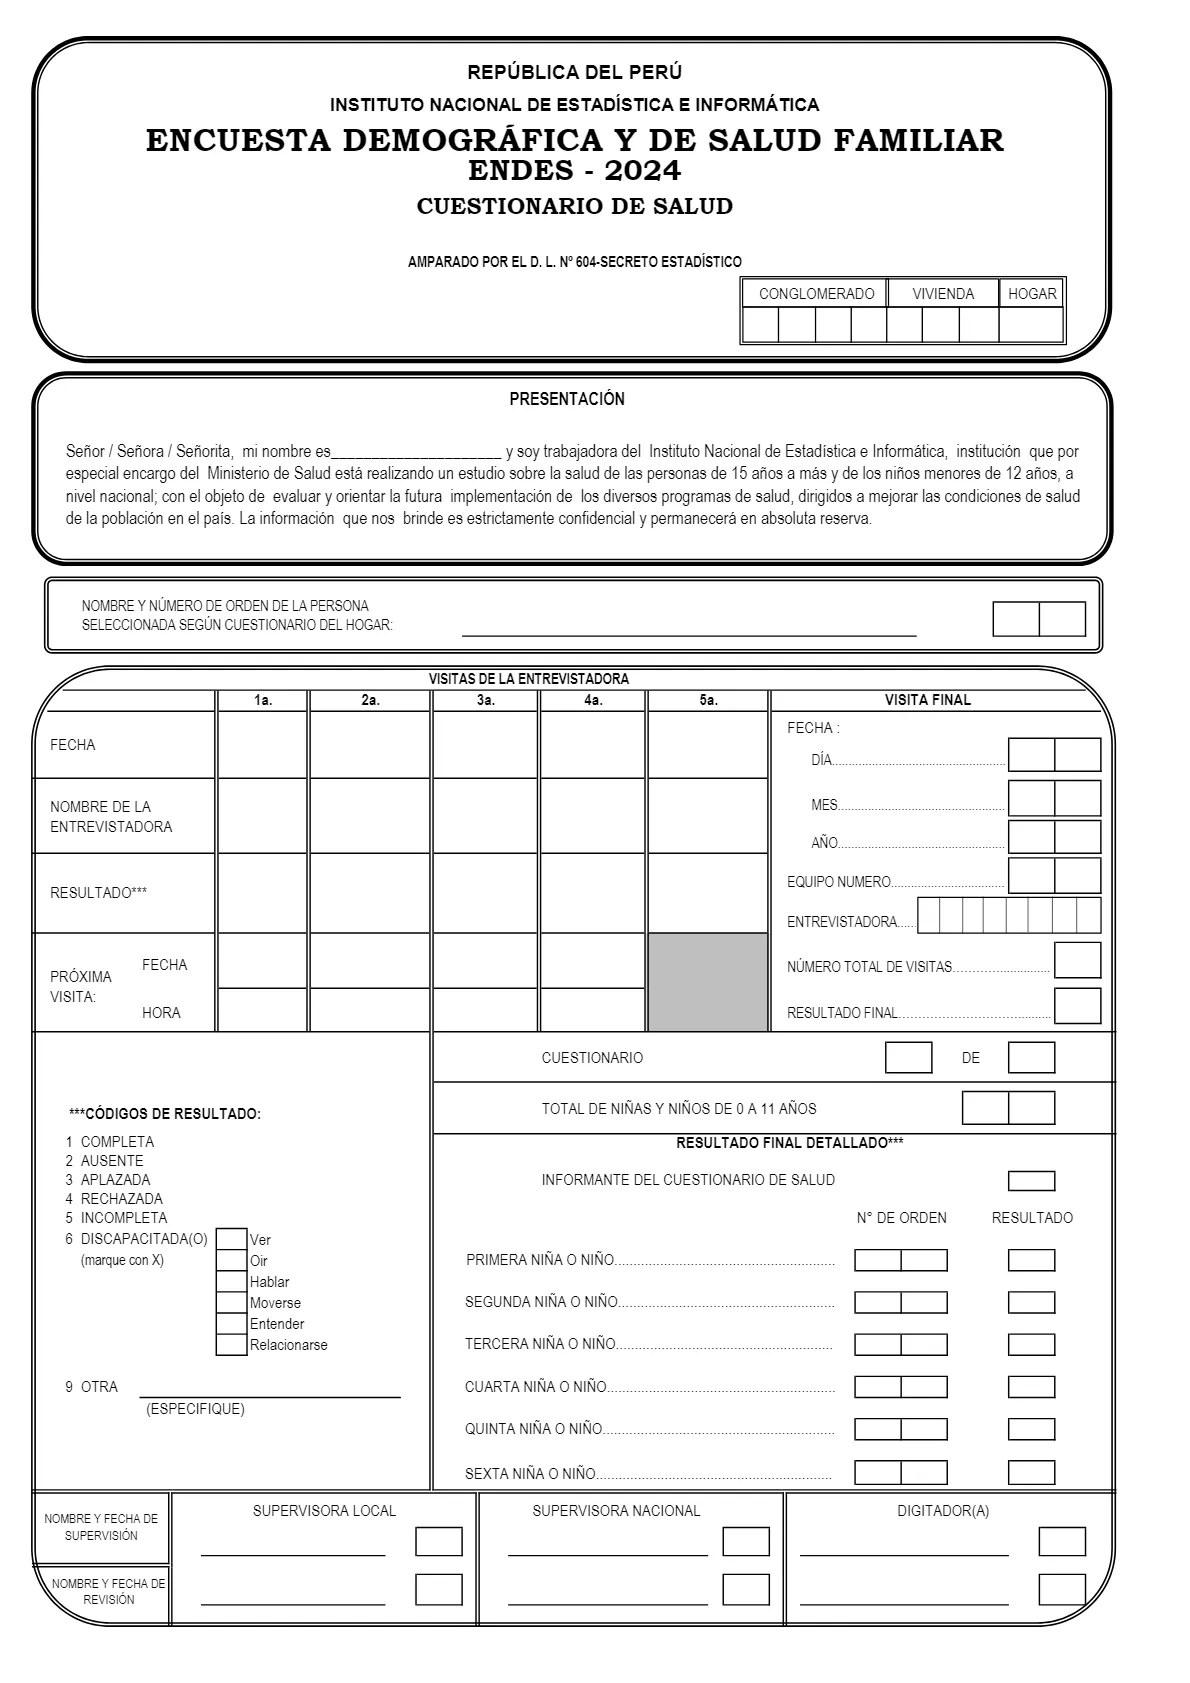 REPÚBLICA DEL PERÚ
INSTITUTO NACIONAL DE ESTADÍSTICA E INFORMÁTICA
ENCUESTA DEMOGRÁFICA Y DE SALUD FAMILIAR
ENDES - 2024
CUESTIONARIO DE SALUD
AMPARADO POR EL D. L. Nº 604-SECRETO ESTADÍSTICO
CONGLOMERADO VIVIENDA HOGAR
PRESENTACIÓN
Señor / Señora / Señorita, mi nombre es_____________________ y soy trabajadora del Instituto Nacional de Estadística e Informática, institución que por
especial encargo del Ministerio de Salud está realizando un estudio sobre la salud de las personas de 15 años a más y de los niños menores de 12 años, a
nivel nacional; con el objeto de evaluar y orientar la futura implementación de los diversos programas de salud, dirigidos a mejorar las condiciones de salud
de la población en el país. La información que nos brinde es estrictamente confidencial y permanecerá en absoluta reserva.
NOMBRE Y NÚMERO DE ORDEN DE LA PERSONA
SELECCIONADA SEGÚN CUESTIONARIO DEL HOGAR:
VISITAS DE LA ENTREVISTADORA
1a. 2a. 3a. 4a. 5a. VISITA FINAL
FECHA
NOMBRE DE LA
ENTREVISTADORA
RESULTADO***
PRÓXIMA
VISITA:
FECHA
HORA
FECHA :
DÍA....................................................
MES..................................................
AÑO..................................................
EQUIPO NUMERO..................................
ENTREVISTADORA......
NÚMERO TOTAL DE VISITAS.............................
RESULTADO FINAL..............................................
CUESTIONARIO DE
TOTAL DE NIÑAS Y NIÑOS DE 0 A 11 AÑOS
RESULTADO FINAL DETALLADO***
INFORMANTE DEL CUESTIONARIO DE SALUD
N° DE ORDEN RESULTADO
PRIMERA NIÑA O NIÑO.........................................................
SEGUNDA NIÑA O NIÑO........................................................
TERCERA NIÑA O NIÑO........................................................
CUARTA NIÑA O NIÑO...........................................................
QUINTA NIÑA O NIÑO............................................................
SEXTA NIÑA O NIÑO.............................................................
***CÓDIGOS DE RESULTADO:
1 COMPLETA
2 AUSENTE
3 APLAZADA
4 RECHAZADA
5 INCOMPLETA
6 DISCAPACITADA(O) Ver
(marque con X) Oir
Hablar
Moverse
Entender
Relacionarse
9 OTRA
(ESPECIFIQUE)
NOMBRE Y FECHA DE
SUPERVISIÓN
NOMBRE Y FECHA DE
REVISIÓN
SUPERVISORA LOCAL SUPERVISORA NACIONAL DIGITADOR(A)